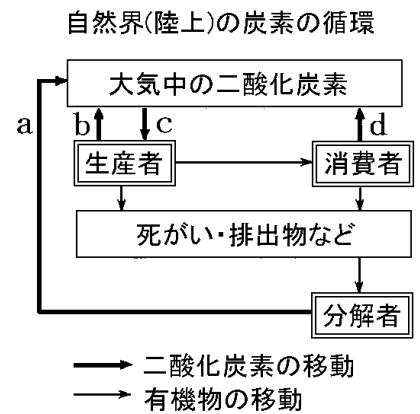 自然界(陸上)の炭素の循環
大気中の二酸化炭素
a
b
c
d
生産者
消費者
死がい・排出物など
分解者
二酸化炭素の移動
有機物の移動